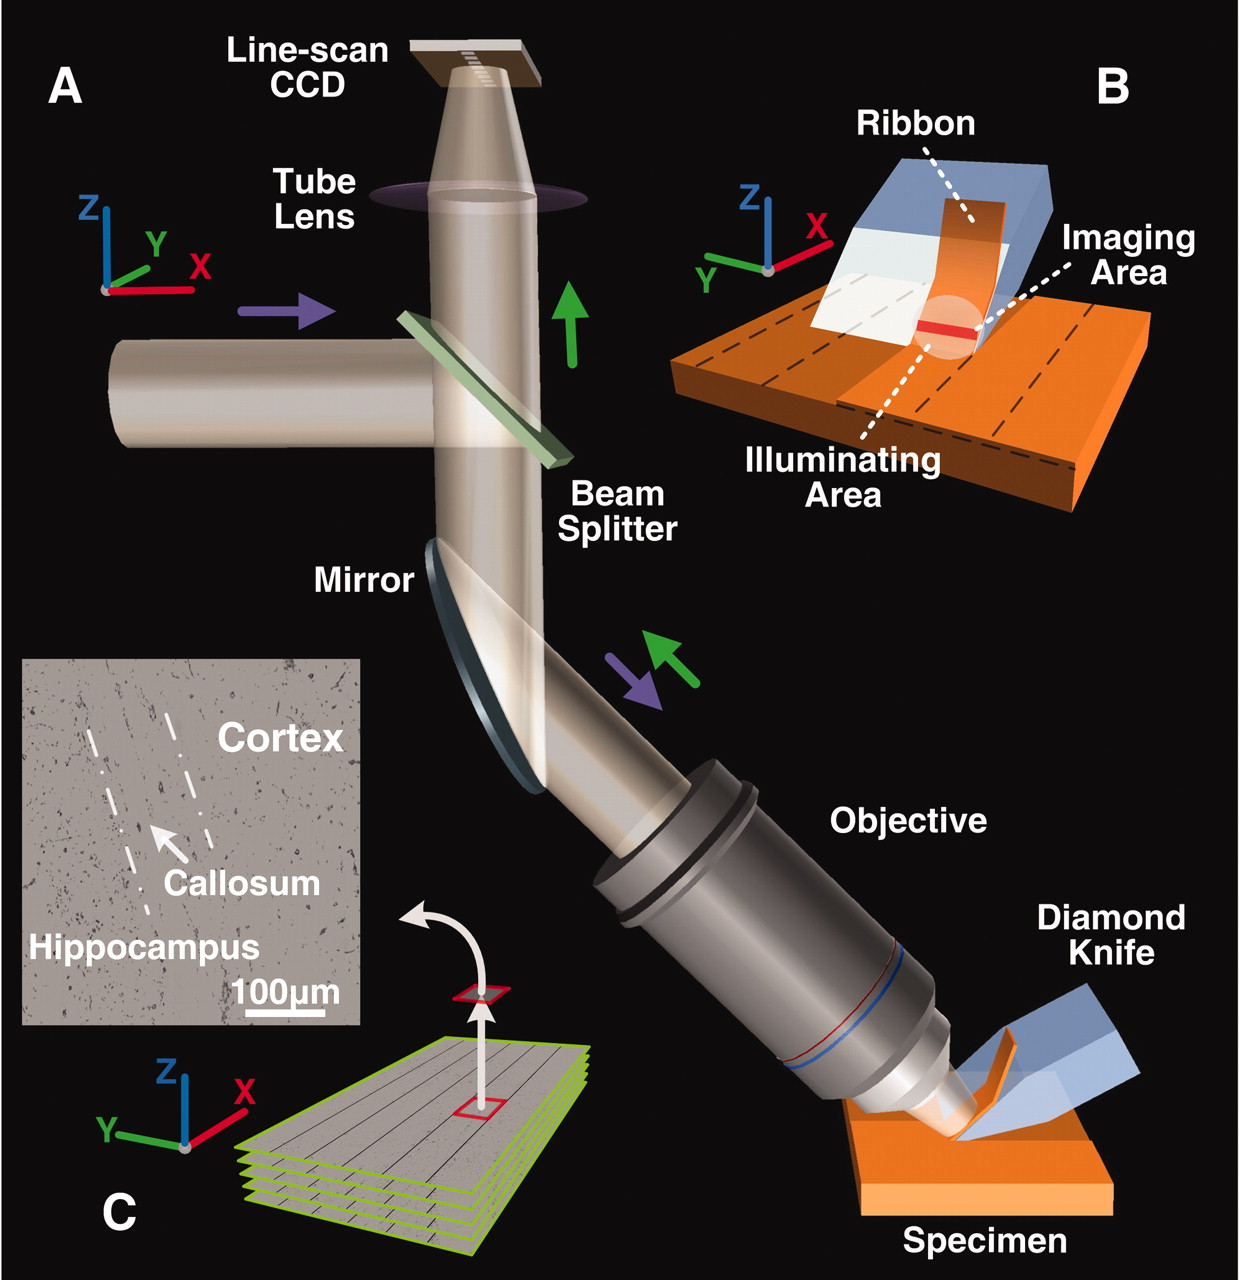 A
Line-scan
CCD
Tube
Lens
Z
Y
X
Beam
Splitter
Mirror
Objective
Diamond
Knife
Specimen
B
Ribbon
Imaging
Area
Z
X
Y
Illuminating
Area
Cortex
Callosum
Hippocampus
100µm
Z
X
Y
C